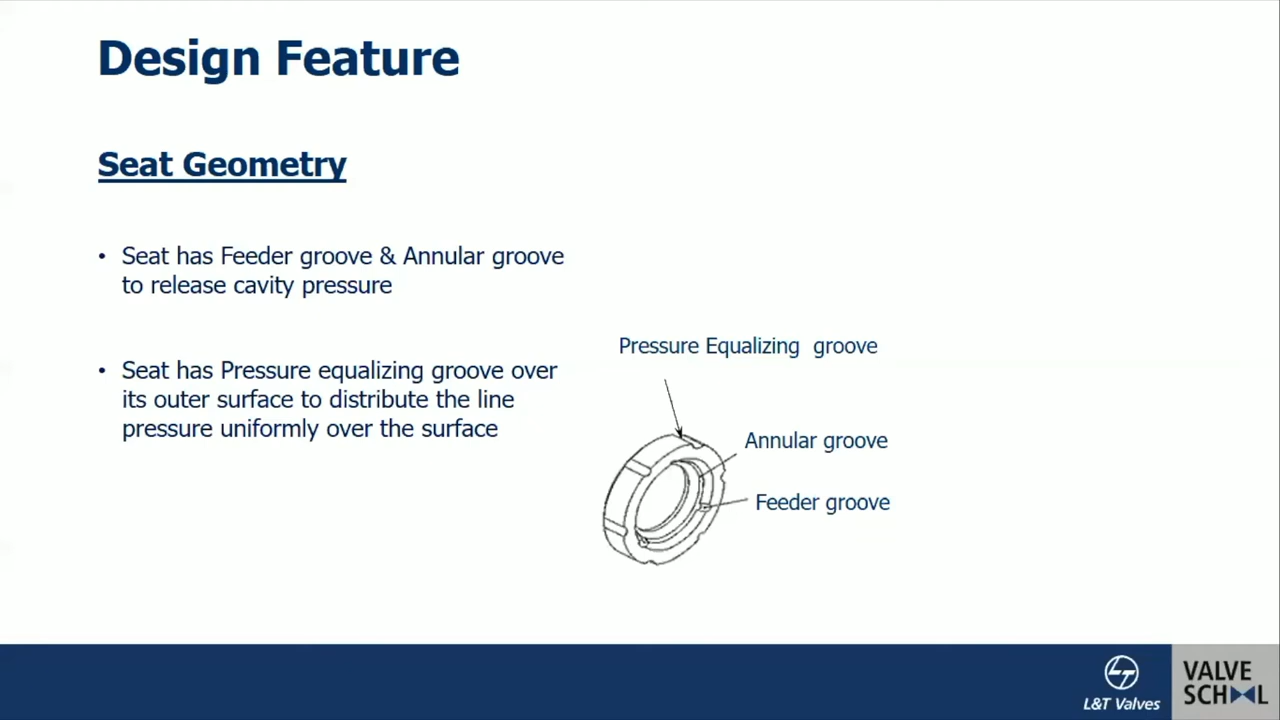 Design Feature
Seat Geometry
• Seat has Feeder groove & Annular groove
to release cavity pressure
• Seat has Pressure equalizing groove over
its outer surface to distribute the line
pressure uniformly over the surface
Pressure Equalizing groove
Annular groove
Feeder groove
L&T Valves
VALVE
SCHOOL